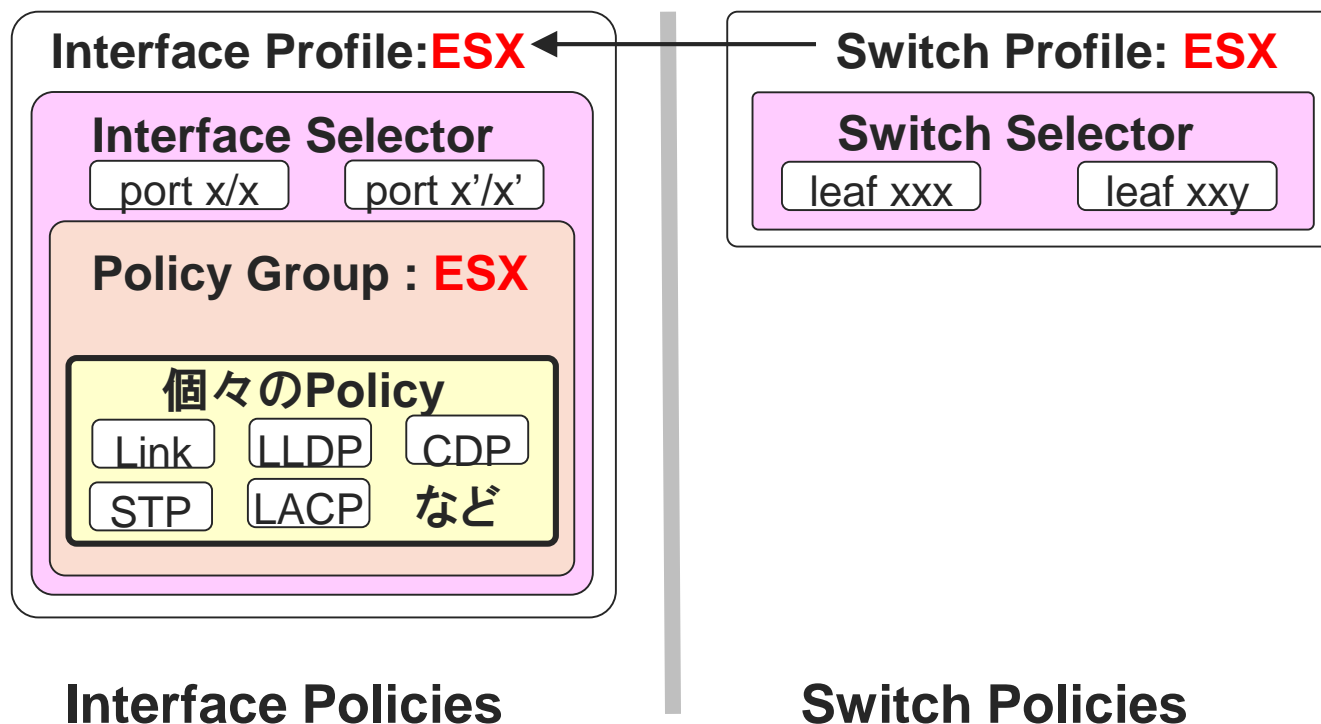 Interface Profile:ESX
Interface Selector
port x/x
port x’/x’
Policy Group : ESX
個々のPolicy
Link
LLDP
CDP
STP
LACP
など
Interface Policies
Switch Profile: ESX
Switch Selector
leaf xxx
leaf xxy
Switch Policies